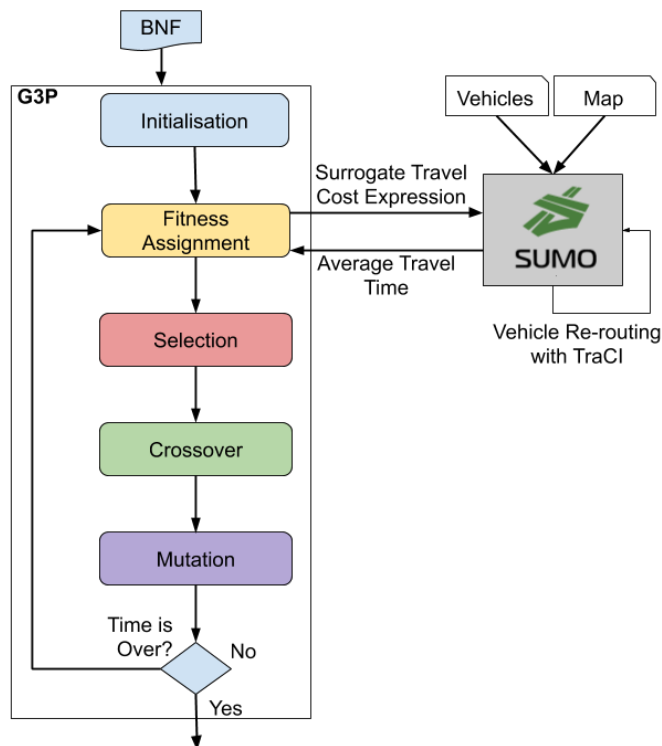 BNF
G3P
Initialisation
Vehicles
Map
Surrogate Travel
Cost Expression
Fitness
Assignment
SUMO
Average Travel
Time
Vehicle Re-routing
with TraCI
Selection
Crossover
Mutation
Time is
Over?
No
Yes